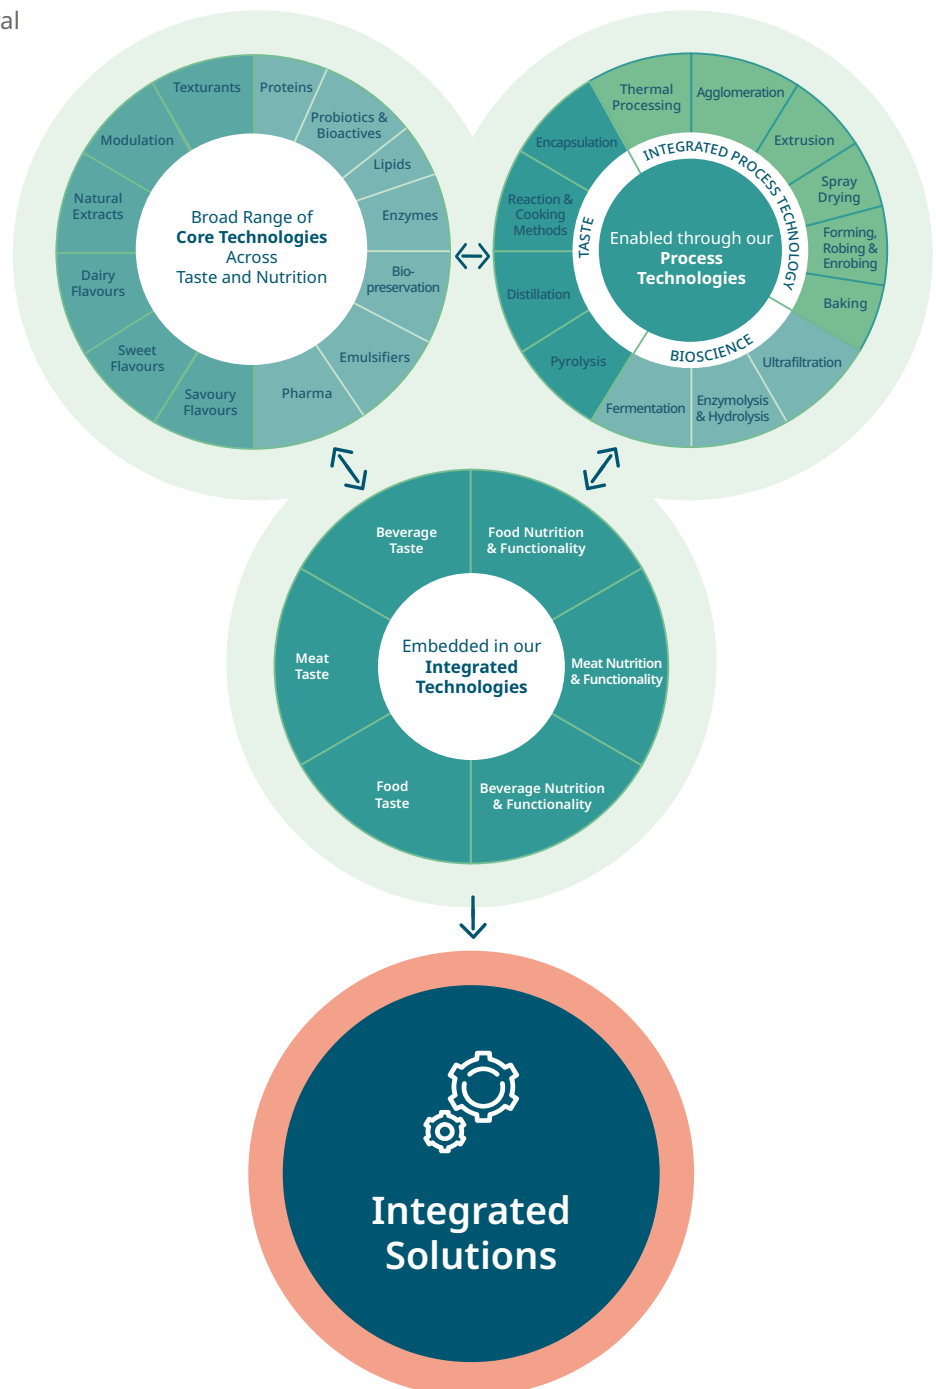 al
Texturants
Proteins
Probiotics &
Bioactives
Lipids
Enzymes
Bio-
preservation
Emulsifiers
Pharma
Savoury
Flavours
Sweet
Flavours
Dairy
Flavours
Natural
Extracts
Modulation
Broad Range of
Core Technologies
Across
Taste and Nutrition
Thermal
Processing
Agglomeration
Extrusion
Spray
Drying
Forming,
Robing &
Enrobing
Baking
Ultrafiltration
Enzymolysis
& Hydrolysis
Fermentation
Pyrolysis
Distillation
Reaction &
Cooking
Methods
Encapsulation
INTEGRATED PROCESS TECHNOLOGY
TASTE
BIOSCIENCE
Enabled through our
Process
Technologies
Beverage
Taste
Food Nutrition
& Functionality
Meat
Taste
Embedded in our
Integrated
Technologies
Meat Nutrition
& Functionality
Food
Taste
Beverage Nutrition
& Functionality
Integrated
Solutions